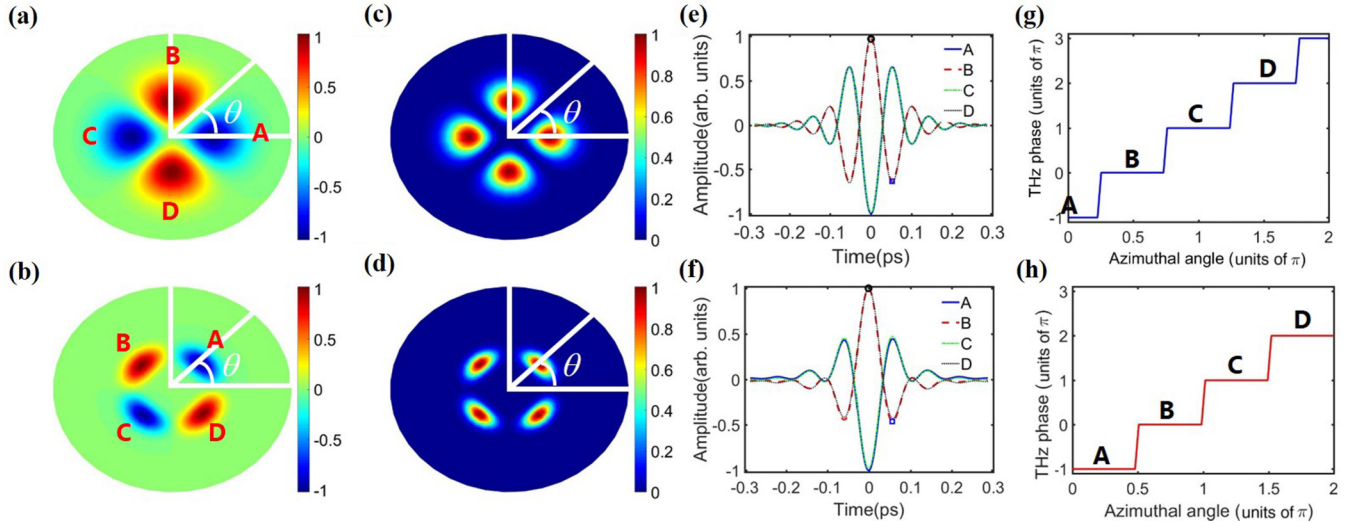 (a)
B
C
A
D
θ
1
0.5
0
-0.5
-1
(c)
θ
1
0.8
0.6
0.4
0.2
0
(e)
Amplitude(arb. units)
1
0.5
0
-0.5
-1
A
B
C
D
-0.3 -0.2 -0.1 0 0.1 0.2 0.3
Time(ps)
(g)
THz phase (units of π)
3
2
1
0
-1
A
B
C
D
0 0.5 1 1.5 2
Azimuthal angle (units of π)
(b)
B
A
C
D
θ
1
0.5
0
-0.5
-1
(d)
θ
1
0.8
0.6
0.4
0.2
0
(f)
Amplitude(arb. units)
1
0.5
0
-0.5
-1
A
B
C
D
-0.3 -0.2 -0.1 0 0.1 0.2 0.3
Time(ps)
(h)
THz phase (units of π)
3
2
1
0
-1
A
B
C
D
0 0.5 1 1.5 2
Azimuthal angle (units of π)